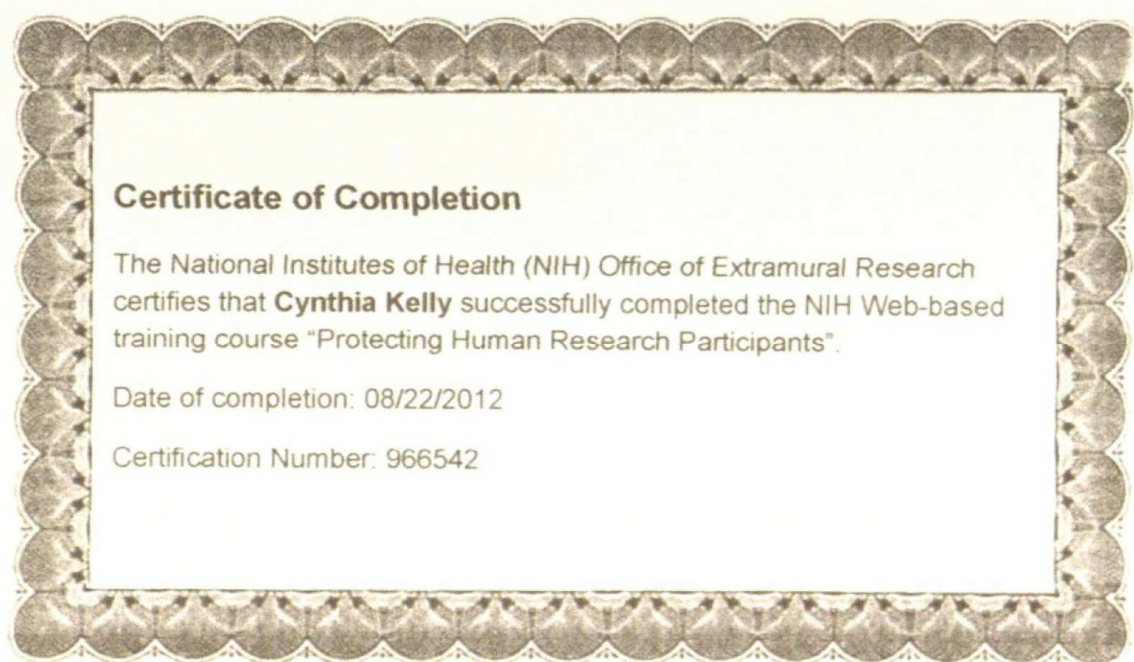 Certificate of Completion
The National Institutes of Health (NIH) Office of Extramural Research
certifies that Cynthia Kelly successfully completed the NIH Web-based
training course “Protecting Human Research Participants”.
Date of completion: 08/22/2012
Certification Number: 966542